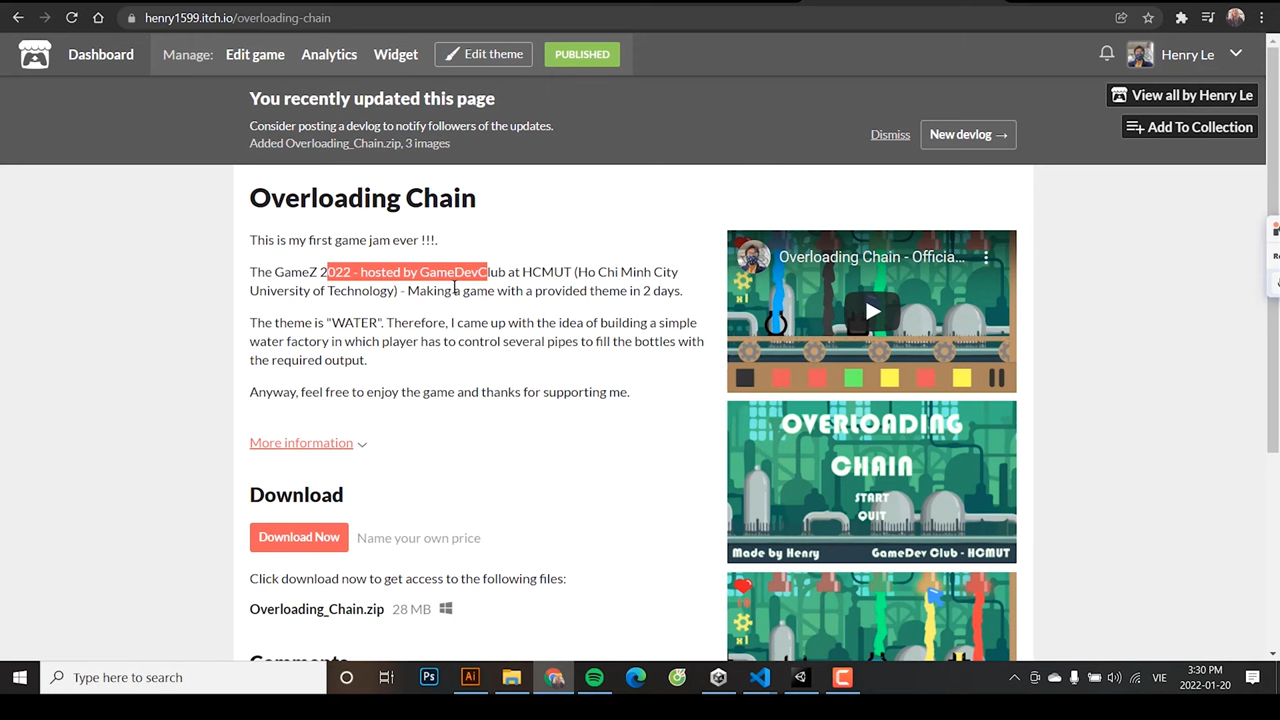 henry1599.itch.io/overloading-chain
Dashboard
Manage:
Edit game
Analytics
Widget
Edit theme
PUBLISHED
Henry Le
You recently updated this page
Consider posting a devlog to notify followers of the updates.
Added Overloading_Chain.zip, 3 images
Dismiss
New devlog →
View all by Henry Le
Add To Collection
Overloading Chain
This is my first game jam ever !!!.
The GameZ 2022 - hosted by GameDevClub at HCMUT (Ho Chi Minh City
University of Technology) - Making a game with a provided theme in 2 days.
The theme is "WATER". Therefore, I came up with the idea of building a simple
water factory in which player has to control several pipes to fill the bottles with
the required output.
Anyway, feel free to enjoy the game and thanks for supporting me.
More information
Download
Download Now
Name your own price
Click download now to get access to the following files:
Overloading_Chain.zip 28 MB
Overloading Chain - Officia...
x1
OVERLOADING
CHAIN
START
QUIT
Made by Henry
GameDev Club - HCMUT
x1
Type here to search
Ps
Ai
VIE
3:30 PM
2022-01-20